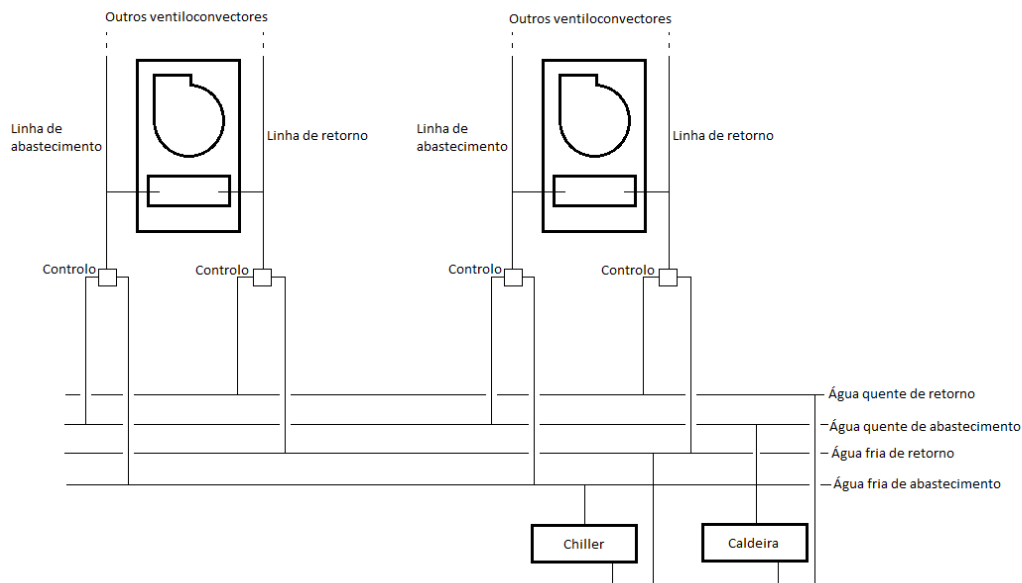 Outros ventiloconvectores
Outros ventiloconvectores
Linha de
abastecimento
Linha de retorno
Linha de
abastecimento
Linha de retorno
Controlo
Controlo
Controlo
Controlo
Água quente de retorno
Água quente de abastecimento
Água fria de retorno
Água fria de abastecimento
Chiller
Caldeira